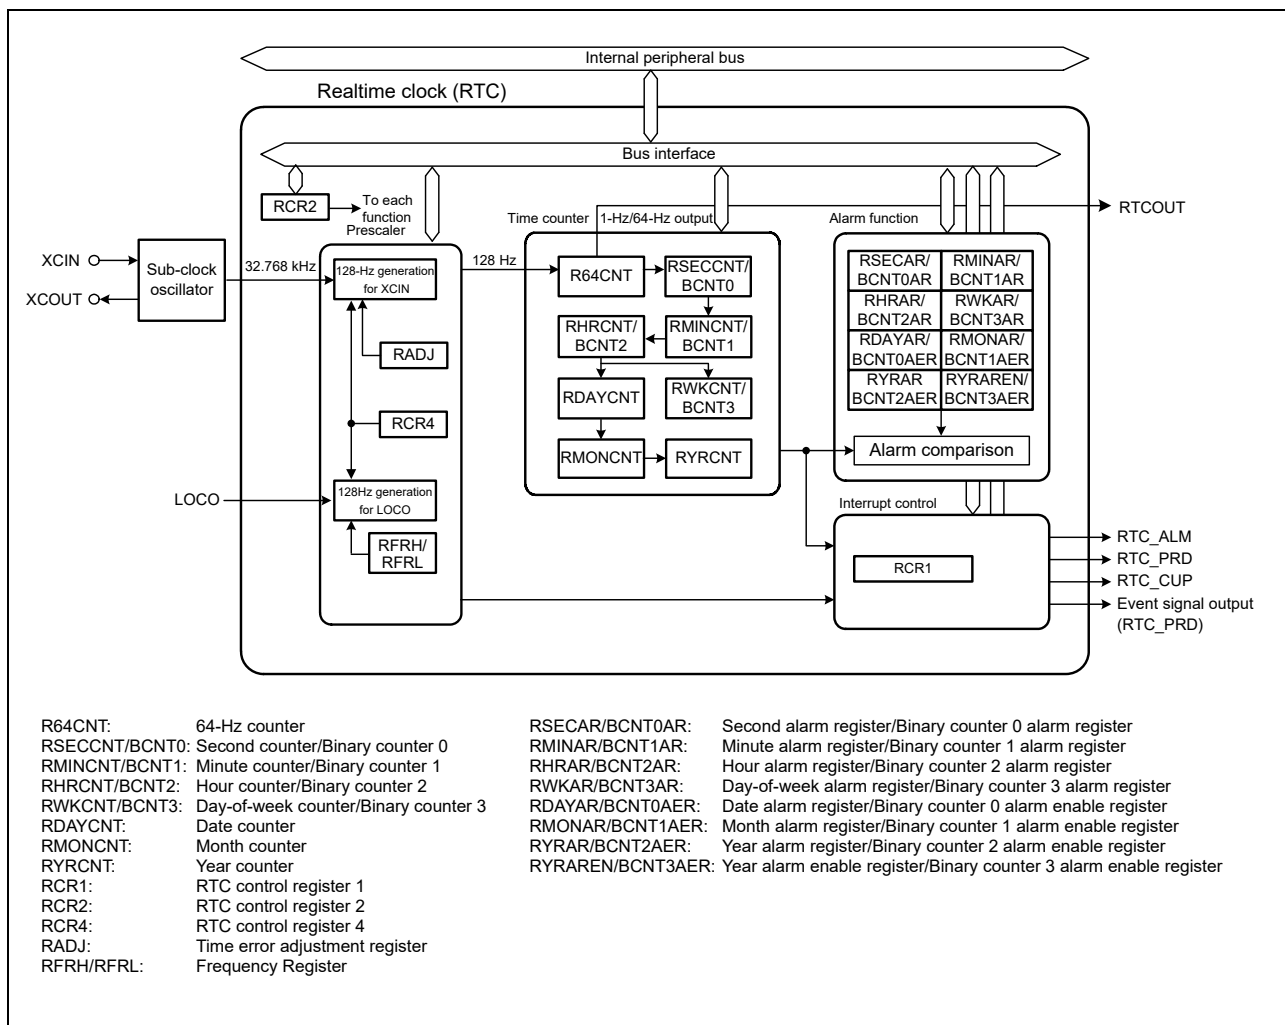 Internal peripheral bus
Realtime clock (RTC)
Bus interface
RCR2
To each
function
Prescaler
Time counter
1-Hz/64-Hz output
Alarm function
RTCOUT
XCIN
XCOUT
Sub-clock
oscillator
32.768 kHz
128-Hz generation
for XCIN
128 Hz
R64CNT
RSECCNT/
BCNT0
RHRCNT/
BCNT2
RMINCNT/
BCNT1
RDAYCNT
RWKCNT/
BCNT3
RMONCNT
RYRCNT
RSECAR/
BCNT0AR
RMINAR/
BCNT1AR
RHRAR/
BCNT2AR
RWKAR/
BCNT3AR
RDAYAR/
BCNT0AER
RMONAR/
BCNT1AER
RYRAR
BCNT2AER
RYRAREN/
BCNT3AER
Alarm comparison
RADJ
RCR4
LOCO
128Hz generation
for LOCO
RFRH/
RFRL
Interrupt control
RCR1
RTC_ALM
RTC_PRD
RTC_CUP
Event signal output
(RTC_PRD)
R64CNT: 64-Hz counter
RSECCNT/BCNT0: Second counter/Binary counter 0
RMINCNT/BCNT1: Minute counter/Binary counter 1
RHRCNT/BCNT2: Hour counter/Binary counter 2
RWKCNT/BCNT3: Day-of-week counter/Binary counter 3
RDAYCNT: Date counter
RMONCNT: Month counter
RYRCNT: Year counter
RCR1: RTC control register 1
RCR2: RTC control register 2
RCR4: RTC control register 4
RADJ: Time error adjustment register
RFRH/RFRL: Frequency Register
RSECAR/BCNT0AR: Second alarm register/Binary counter 0 alarm register
RMINAR/BCNT1AR: Minute alarm register/Binary counter 1 alarm register
RHRAR/BCNT2AR: Hour alarm register/Binary counter 2 alarm register
RWKAR/BCNT3AR: Day-of-week alarm register/Binary counter 3 alarm register
RDAYAR/BCNT0AER: Date alarm register/Binary counter 0 alarm enable register
RMONAR/BCNT1AER: Month alarm register/Binary counter 1 alarm enable register
RYRAR/BCNT2AER: Year alarm register/Binary counter 2 alarm enable register
RYRAREN/BCNT3AER: Year alarm enable register/Binary counter 3 alarm enable register